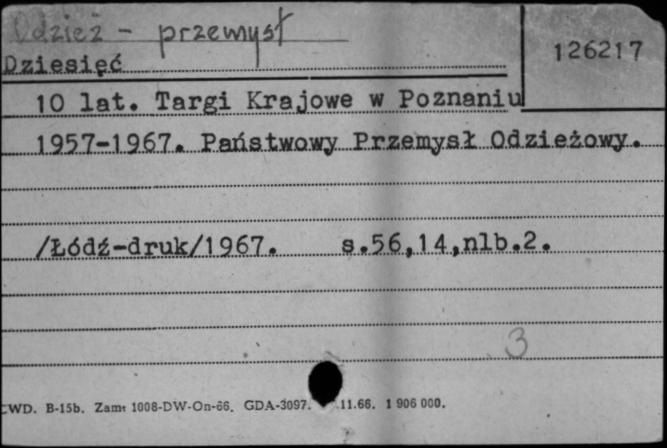 Odzież - przemysł
126217
Dziesięć
10 lat. Targi Krajowe w Poznaniu
1957-1967. Państwowy Przemysł Odzieżowy.
/Łódź-druk/1967. s.56,14,nlb.2.
3
CWD. B-15b. Zam. 1008-DW-On-66. GDA-3097. 11.66. 1 906 000.